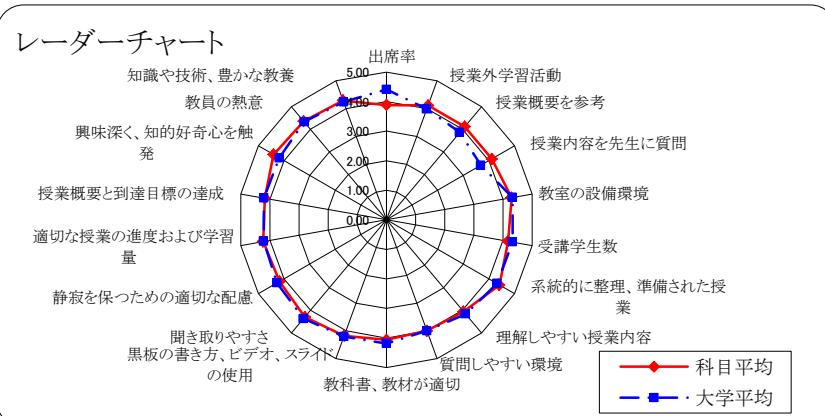 レーダーチャート
出席率
授業外学習活動
授業概要を参考
授業内容を先生に質問
教室の設備環境
受講学生数
系統的に整理、準備された授
業
理解しやすい授業内容
質問しやすい環境
教科書、教材が適切
黒板の書き方、ビデオ、スライド
の使用
聞き取りやすさ
静寂を保つための適切な配慮
適切な授業の進度および学習
量
授業概要と到達目標の達成
興味深く、知的好奇心を触
発
教員の熱意
知識や技術、豊かな教養
5.00
4.00
3.00
2.00
1.00
0.00
科目平均
大学平均